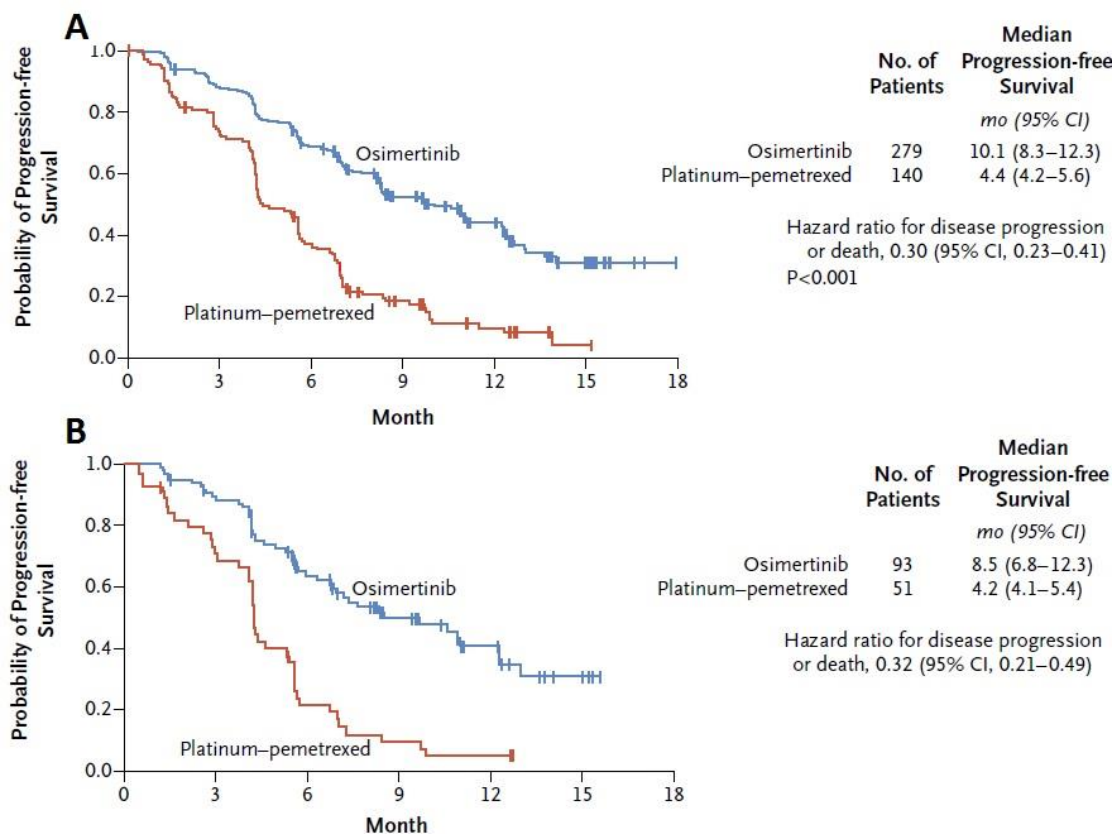 A
Probability of Progression-free
Survival
1.0
0.8
0.6
0.4
0.2
0.0
0 3 6 9 12 15 18
Month
Osimertinib
Platinum–pemetrexed
No. of
Patients
Median
Progression-free
Survival
mo (95% CI)
Osimertinib 279 10.1 (8.3–12.3)
Platinum–pemetrexed 140 4.4 (4.2–5.6)
Hazard ratio for disease progression
or death, 0.30 (95% CI, 0.23–0.41)
P<0.001
B
Probability of Progression-free
Survival
1.0
0.8
0.6
0.4
0.2
0.0
0 3 6 9 12 15 18
Month
Osimertinib
Platinum–pemetrexed
No. of
Patients
Median
Progression-free
Survival
mo (95% CI)
Osimertinib 93 8.5 (6.8–12.3)
Platinum–pemetrexed 51 4.2 (4.1–5.4)
Hazard ratio for disease progression
or death, 0.32 (95% CI, 0.21–0.49)